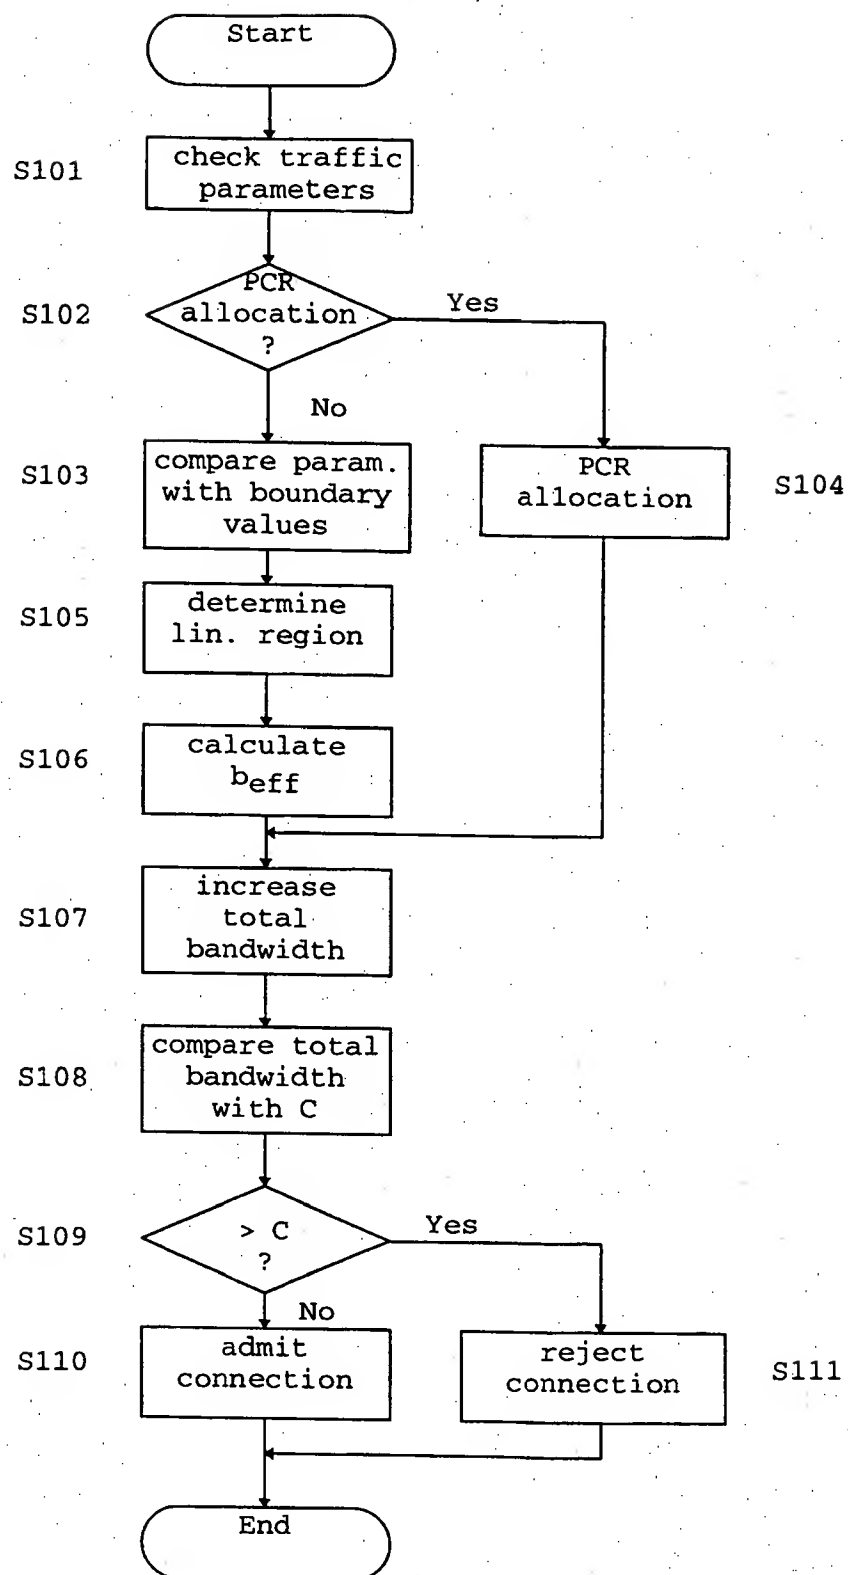 Start
S101
check traffic
parameters
S102
PCR
allocation
?
Yes
No
S103
compare param.
with boundary
values
PCR
allocation
S104
S105
determine
lin. region
S106
calculate
beff
S107
increase
total
bandwidth
S108
compare total
bandwidth
with C
S109
> C
?
Yes
No
S110
admit
connection
reject
connection
S111
End